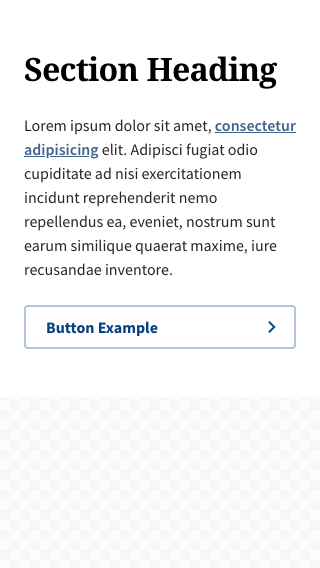 Section Heading
Lorem ipsum dolor sit amet, consectetur
adipisicing elit. Adipisci fugiat odio
cupiditate ad nisi exercitationem
incidunt reprehenderit nemo
repellendus ea, eveniet, nostrum sunt
earum similique quaerat maxime, iure
recusandae inventore.
Button Example